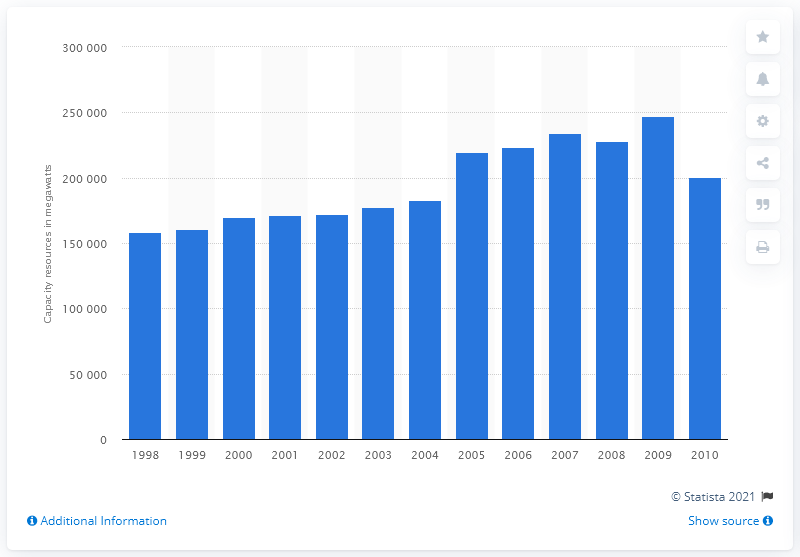 300 000
250 000
200 000
150 000
100 000
50 000
0
Capacity resources in megawatts
1998 1999 2000 2001 2002 2003 2004 2005 2006 2007 2008 2009 2010
© Statista 2021
Additional Information
Show source